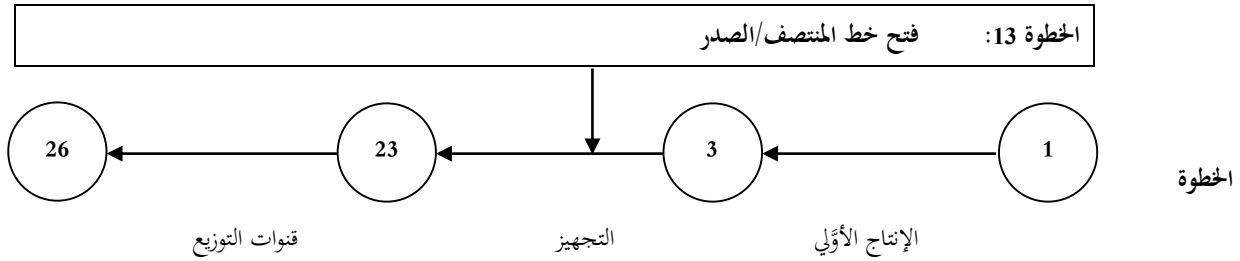 الخطوة 13: فتح خط المنتصف/الصدر
1 3 23 26
الخطوة
الإنتاج الأوَّلي التجهيز قنوات التوزيع